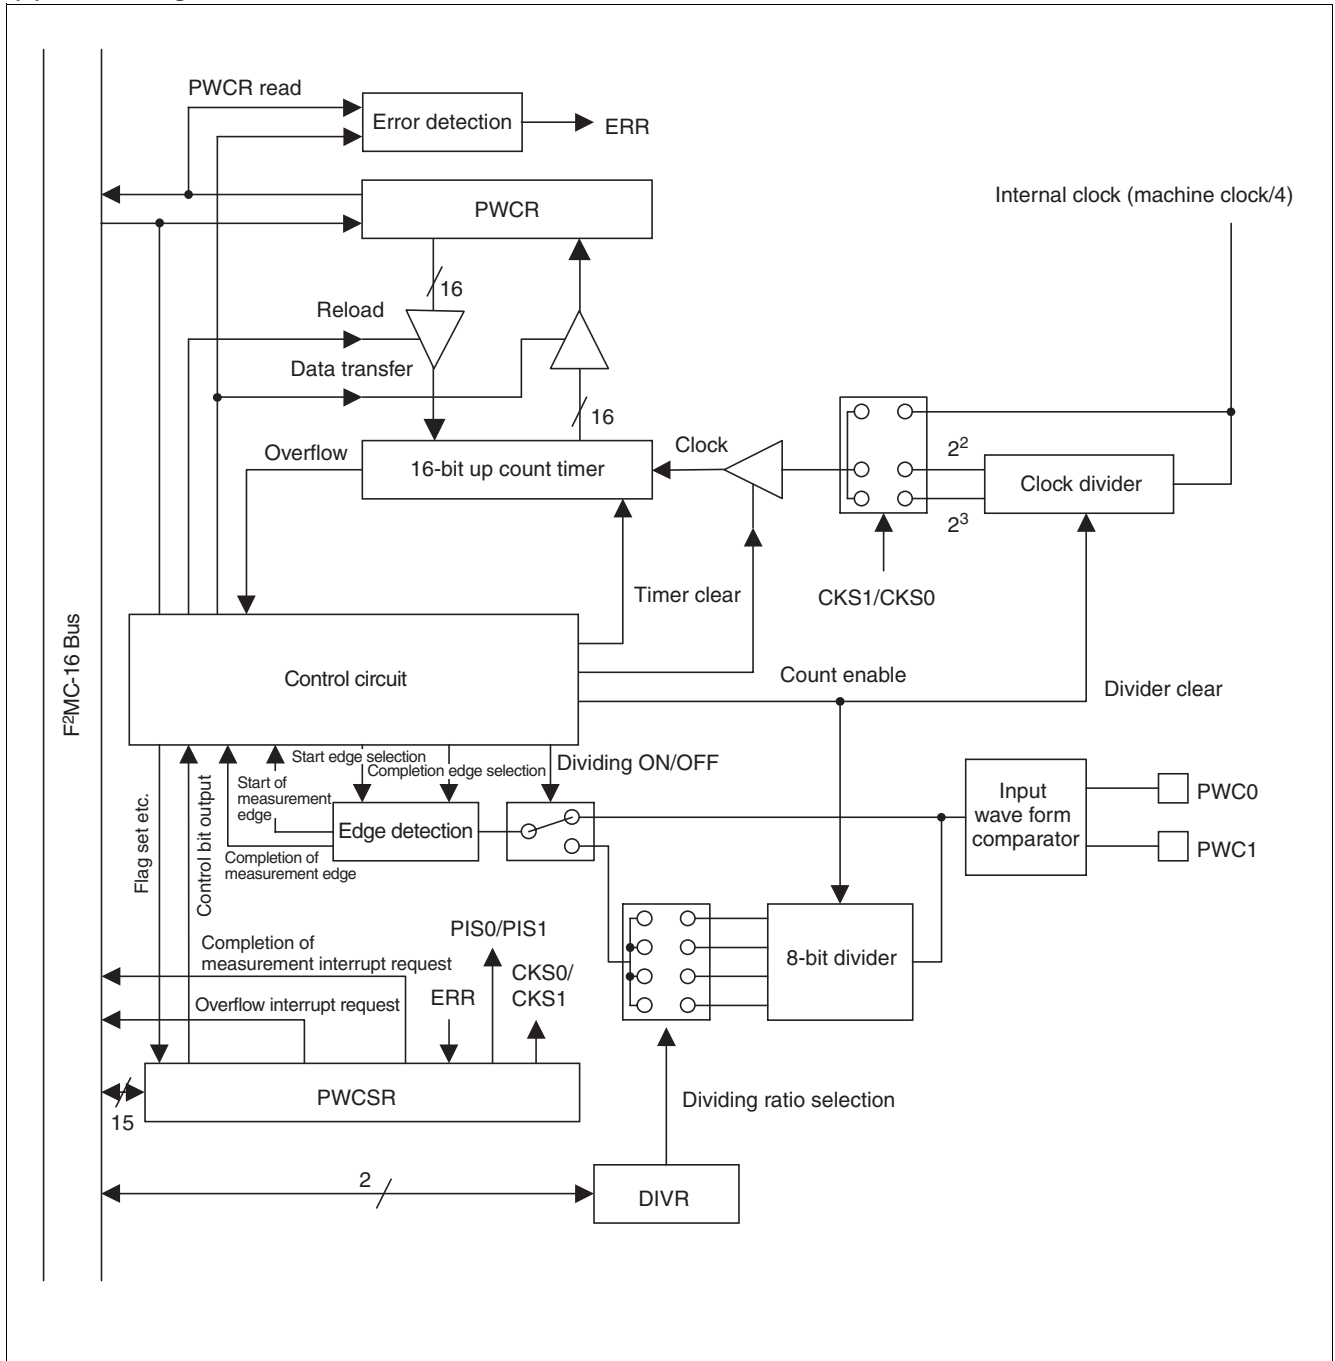 PWCR read
Error detection
ERR
PWCR
Internal clock (machine clock/4)
16
Reload
Data transfer
16
Overflow
16-bit up count timer
Clock
2²
Clock divider
2³
CKS1/CKS0
Timer clear
F²MC-16 Bus
Control circuit
Count enable
Divider clear
Start edge selection
Completion edge selection
Dividing ON/OFF
Flag set etc.
Control bit output
Start of
measurement
edge
Edge detection
Completion of
measurement edge
Input
wave form
comparator
PWC0
PWC1
8-bit divider
PIS0/PIS1
Completion of
measurement interrupt request
CKS0/
CKS1
ERR
Overflow interrupt request
PWCSR
15
Dividing ratio selection
2
DIVR